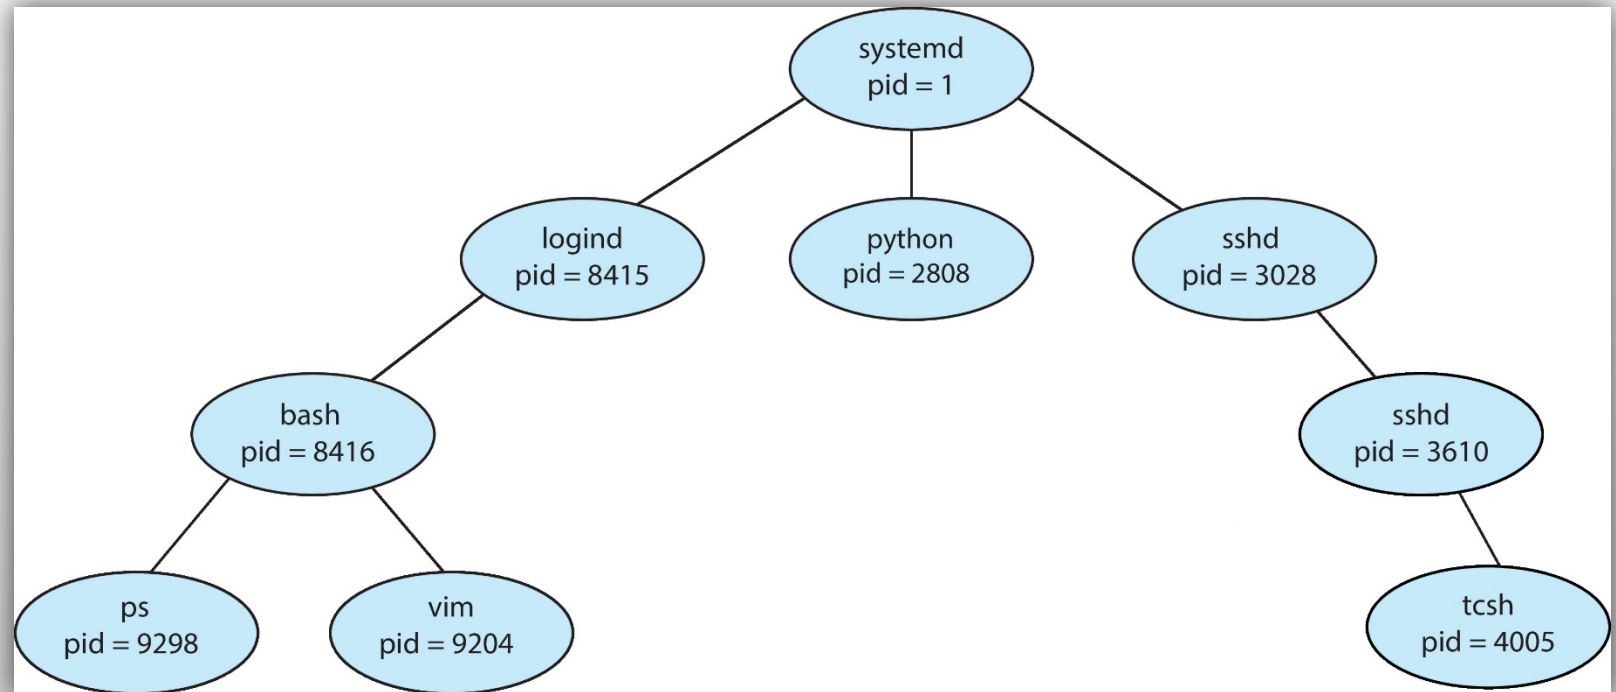 systemd
pid = 1
logind
pid = 8415
python
pid = 2808
sshd
pid = 3028
bash
pid = 8416
sshd
pid = 3610
ps
pid = 9298
vim
pid = 9204
tcsh
pid = 4005